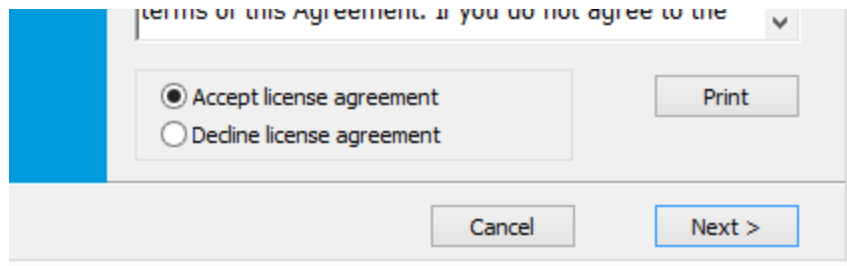 terms of this Agreement. If you do not agree to the
Accept license agreement
Print
Decline license agreement
Cancel
Next >